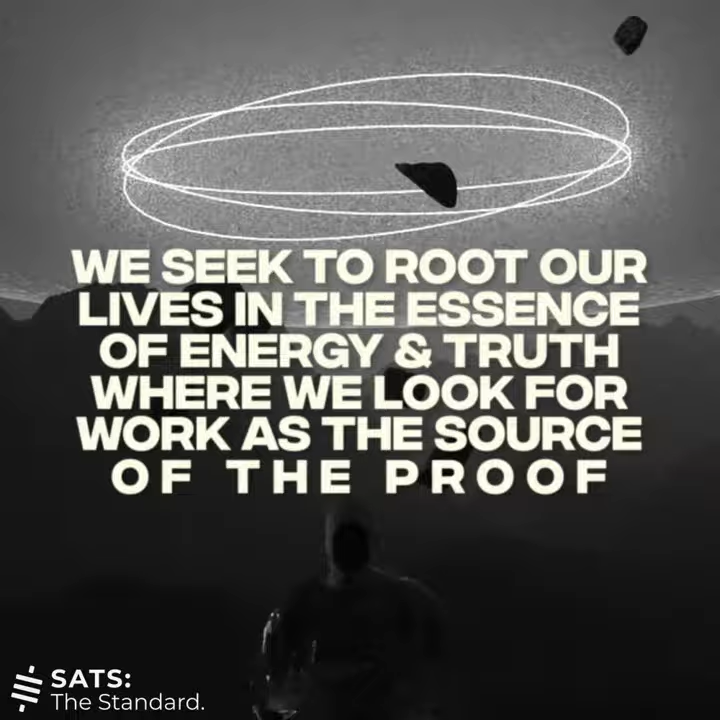 WE SEEK TO ROOT OUR
LIVES IN THE ESSENCE
OF ENERGY & TRUTH
WHERE WE LOOK FOR
WORK AS THE SOURCE
OF THE PROOF
SATS:
The Standard.